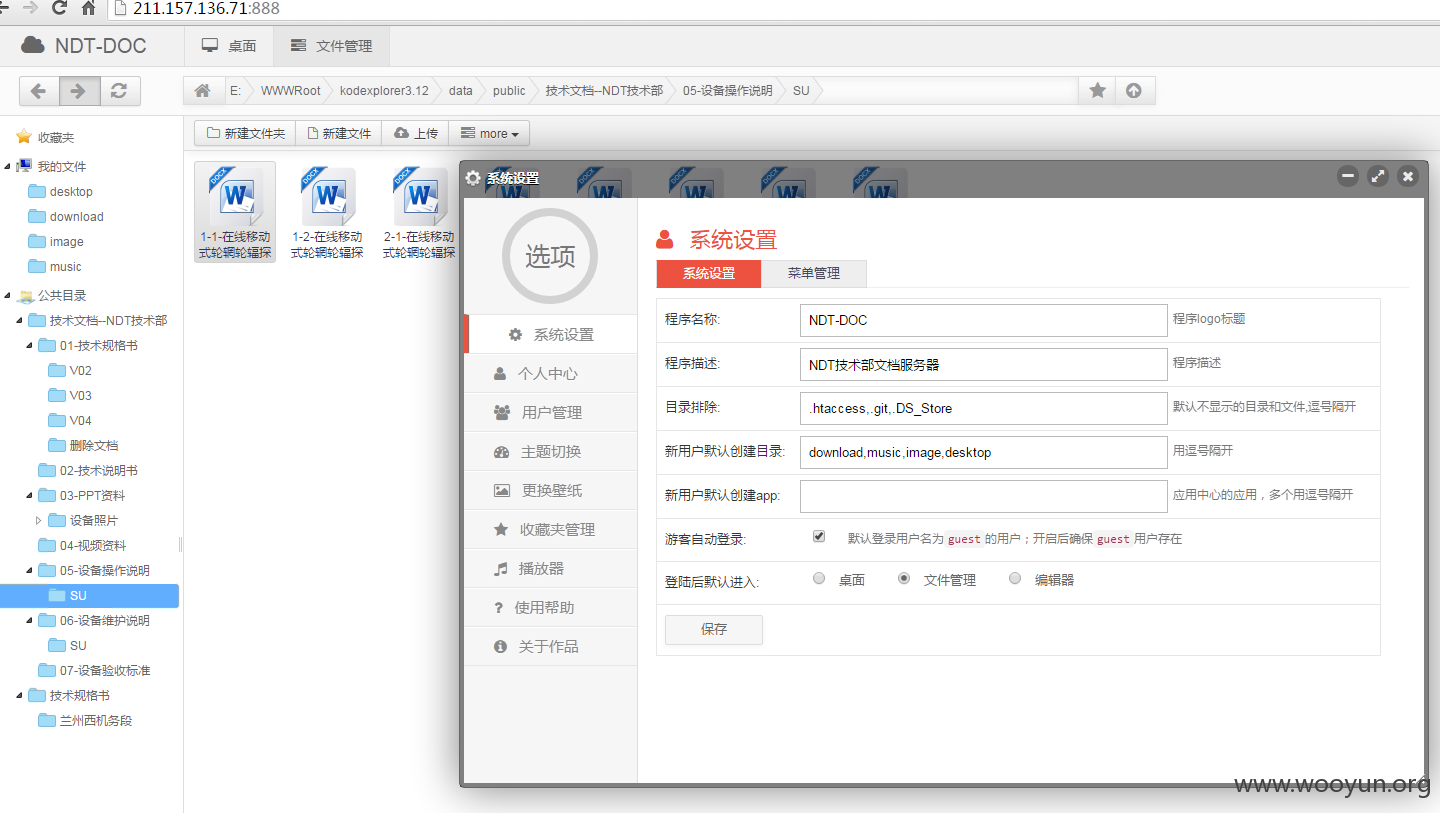 211.157.136.71:888
NDT-DOC
桌面
文件管理
E:
WWWRoot
kodexplorer3.12
data
public
技术文档--NDT技术部
05-设备操作说明
SU
收藏夹
我的文件
desktop
download
image
music
公共目录
技术文档--NDT技术部
01-技术规格书
V02
V03
V04
删除文档
02-技术说明书
03-PPT资料
设备照片
04-视频资料
05-设备操作说明
SU
06-设备维护说明
SU
07-设备验收标准
技术规格书
兰州西机务段
新建文件夹
新建文件
上传
more
DOCX
W
1-1-在线移动
式轮辋轮辐探
DOCX
W
1-2-在线移动
式轮辋轮辐探
DOCX
W
2-1-在线移动
式轮辋轮辐探
系统设置
选项
系统设置
个人中心
用户管理
主题切换
更换壁纸
收藏夹管理
播放器
使用帮助
关于作品
系统设置
系统设置
菜单管理
程序名称:
NDT-DOC
程序logo标题
程序描述:
NDT技术部文档服务器
程序描述
目录排除:
.htaccess,.git,.DS_Store
默认不显示的目录和文件,逗号隔开
新用户默认创建目录:
download,music,image,desktop
用逗号隔开
新用户默认创建app:
应用中心的应用，多个用逗号隔开
游客自动登录:
默认登录用户名为 guest 的用户；开启后确保 guest 用户存在
登陆后默认进入:
桌面
文件管理
编辑器
保存
www.wooyun.org